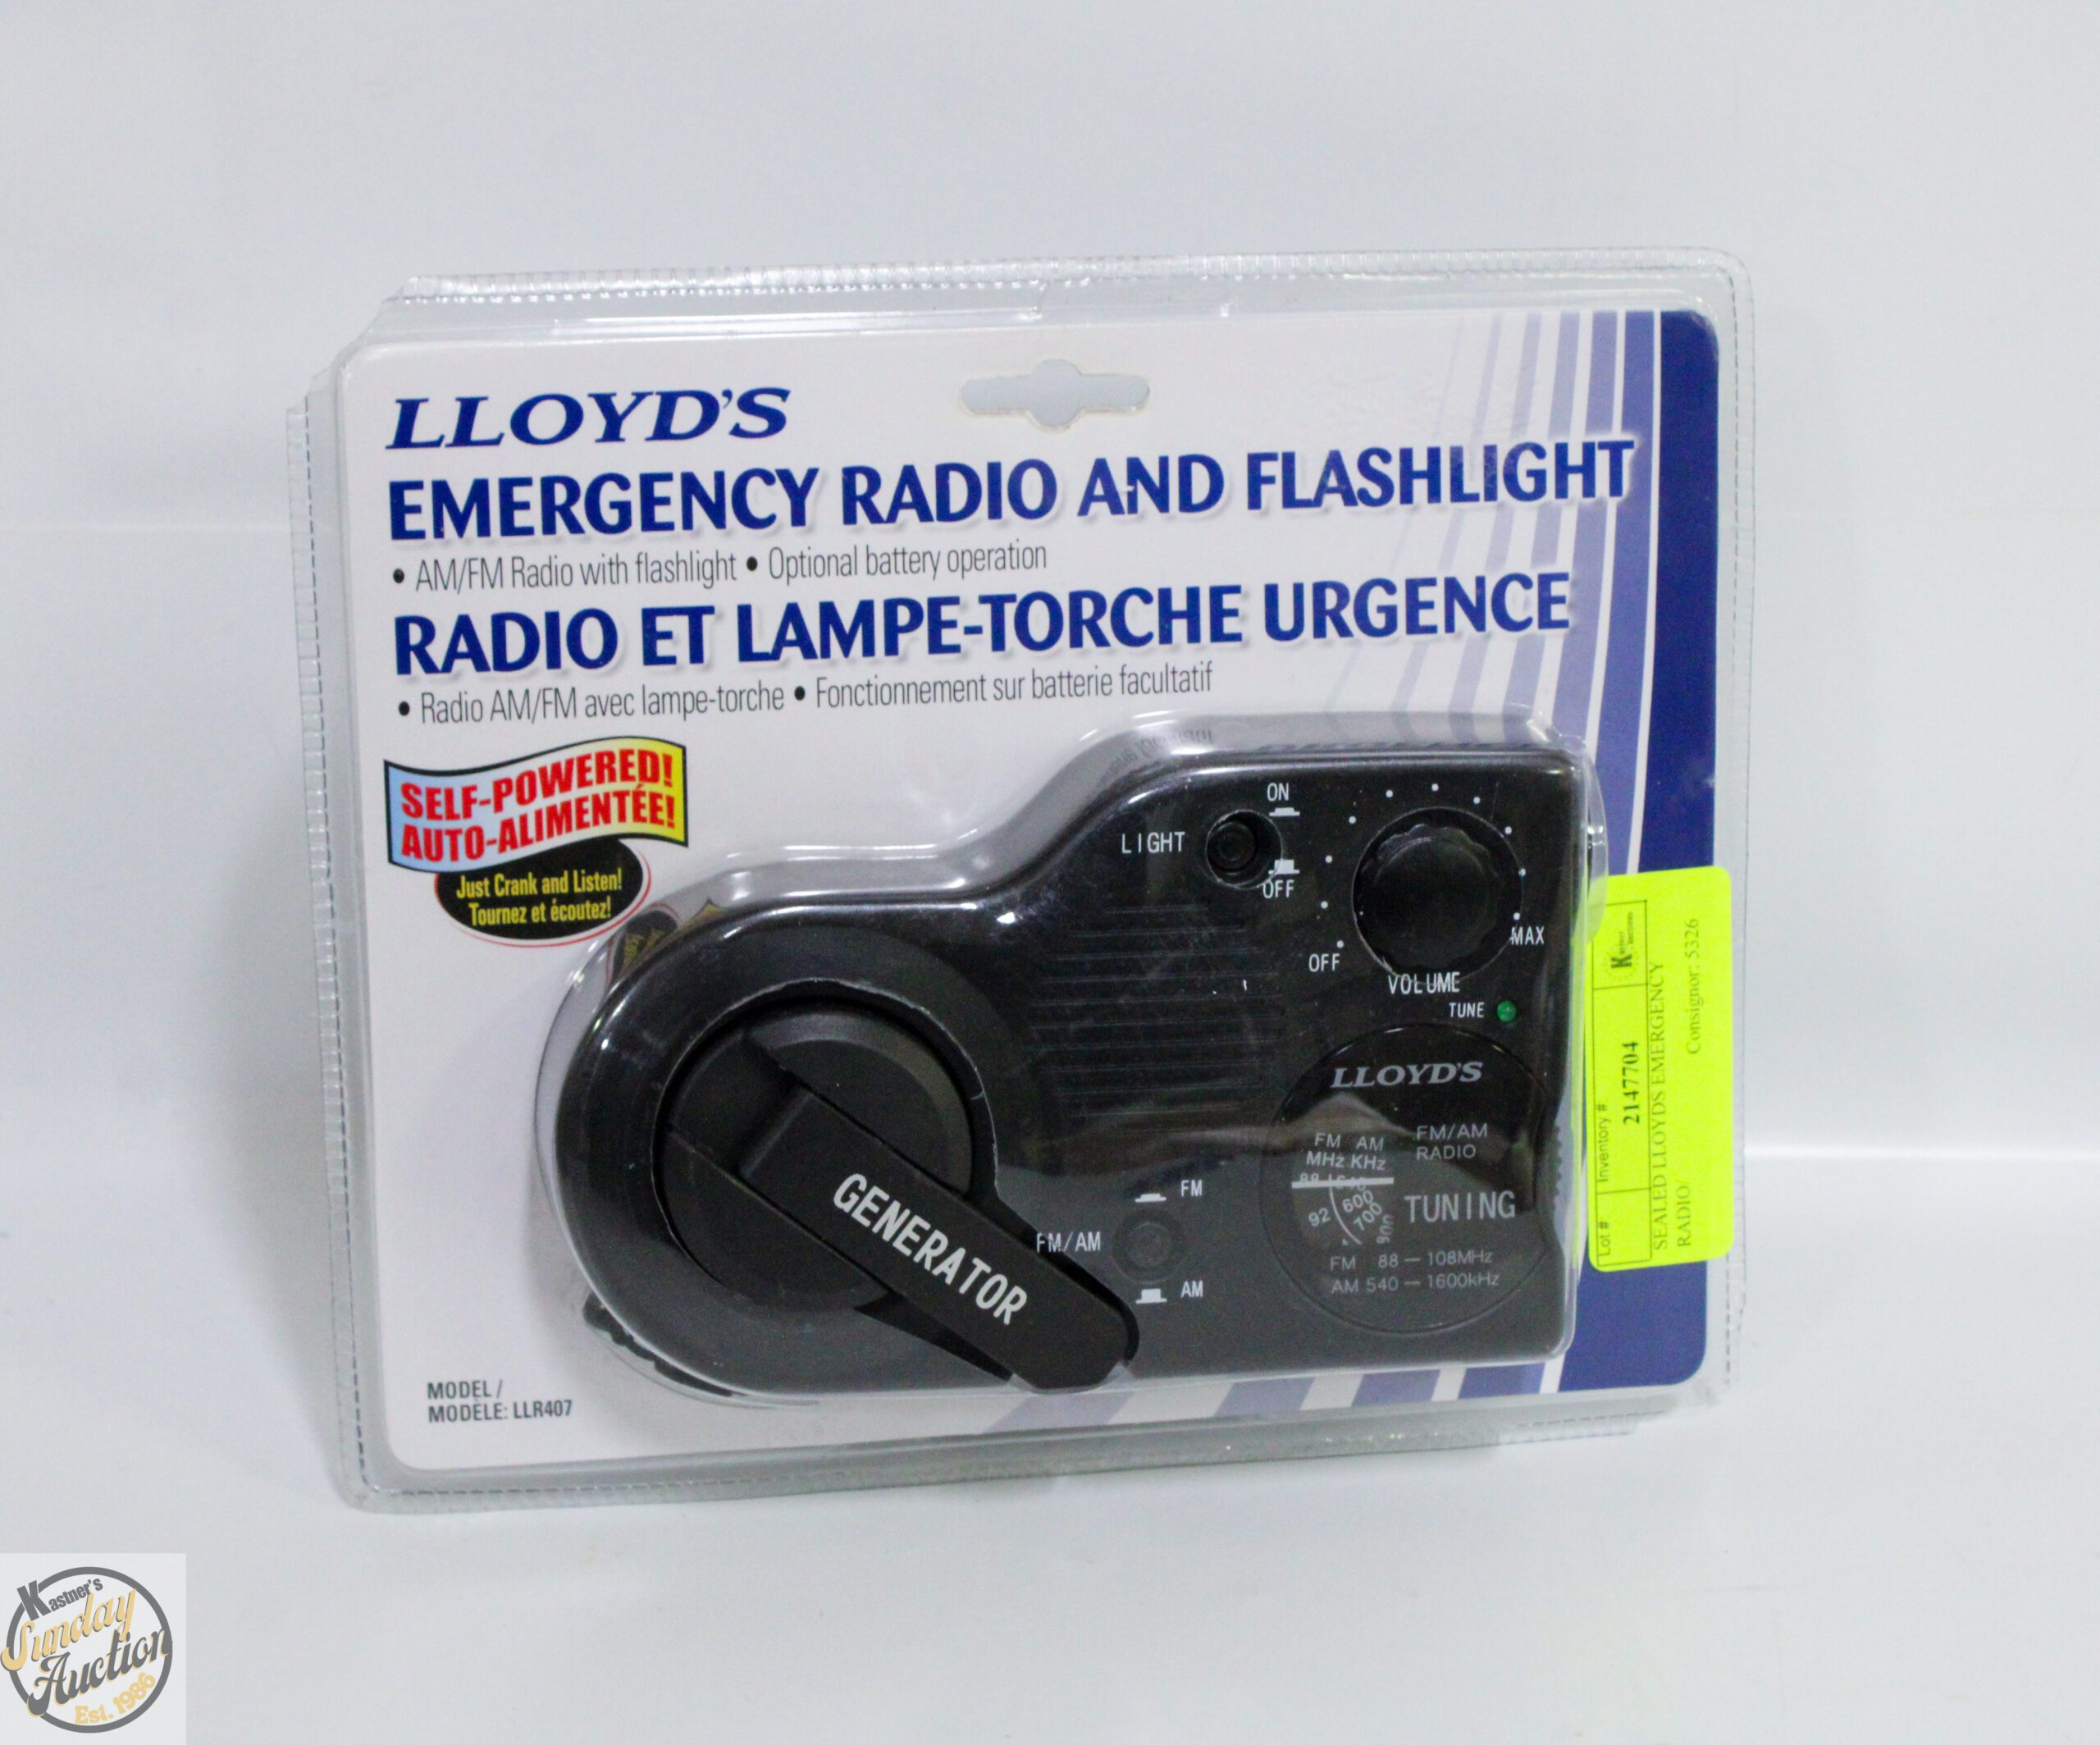 LLOYD'S
EMERGENCY RADIO AND FLASHLIGHT
• AM/FM Radio with flashlight • Optional battery operation
RADIO ET LAMPE-TORCHE URGENCE
• Radio AM/FM avec lampe-torche • Fonctionnement sur batterie facultatif
SELF-POWERED!
AUTO-ALIMENTÉE!
Just Crank and Listen!
Tournez et écoutez!
ON
LIGHT
OFF
OFF
MAX
VOLUME
TUNE
LLOYD'S
FM/AM
RADIO
FM AM
MHz KHz
88
92
600
700
TUNING
FM 88 — 108MHz
AM 540 — 1600kHz
FM
FM/AM
AM
GENERATOR
MODEL /
MODÈLE: LLR407
Lot #
Inventory #:
2147704
SEALED LLOYDS EMERGENCY
RADIO
Consignor: 5326
Kastner's
Sunday
Auction
Est. 1986